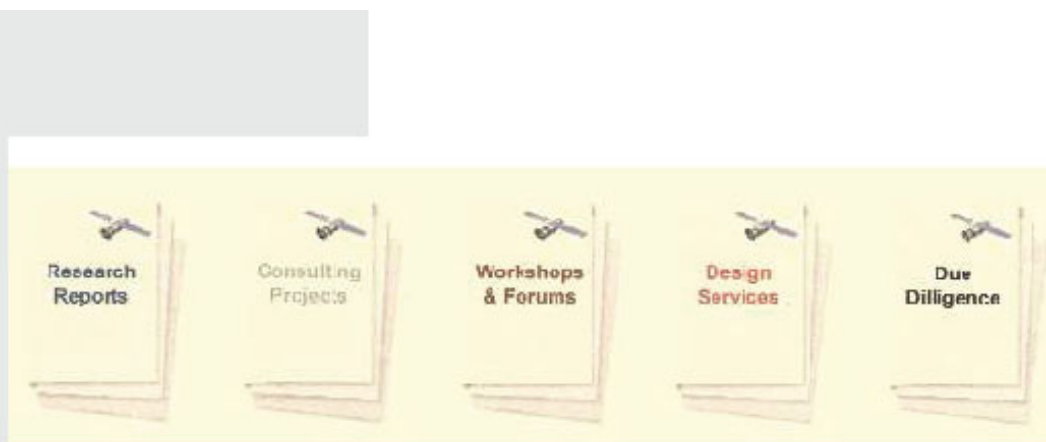 Research
Reports
Consulting
Projects
Workshops
& Forums
Design
Services
Due
Dilligence